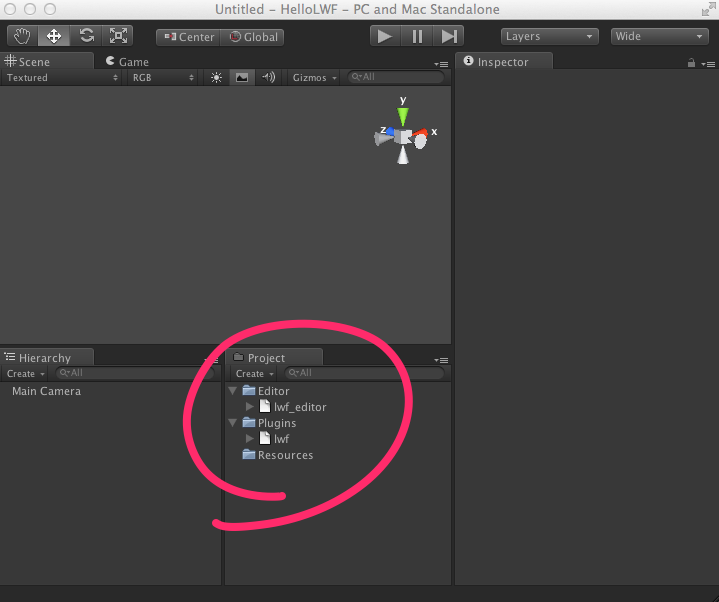 Untitled – HelloLWF – PC and Mac Standalone
Center Global Layers Wide
Scene Game Inspector
Textured RGB Gizmos All
y
z x
Hierarchy
Create All
Main Camera
Project
Create All
Editor
lwf_editor
Plugins
lwf
Resources